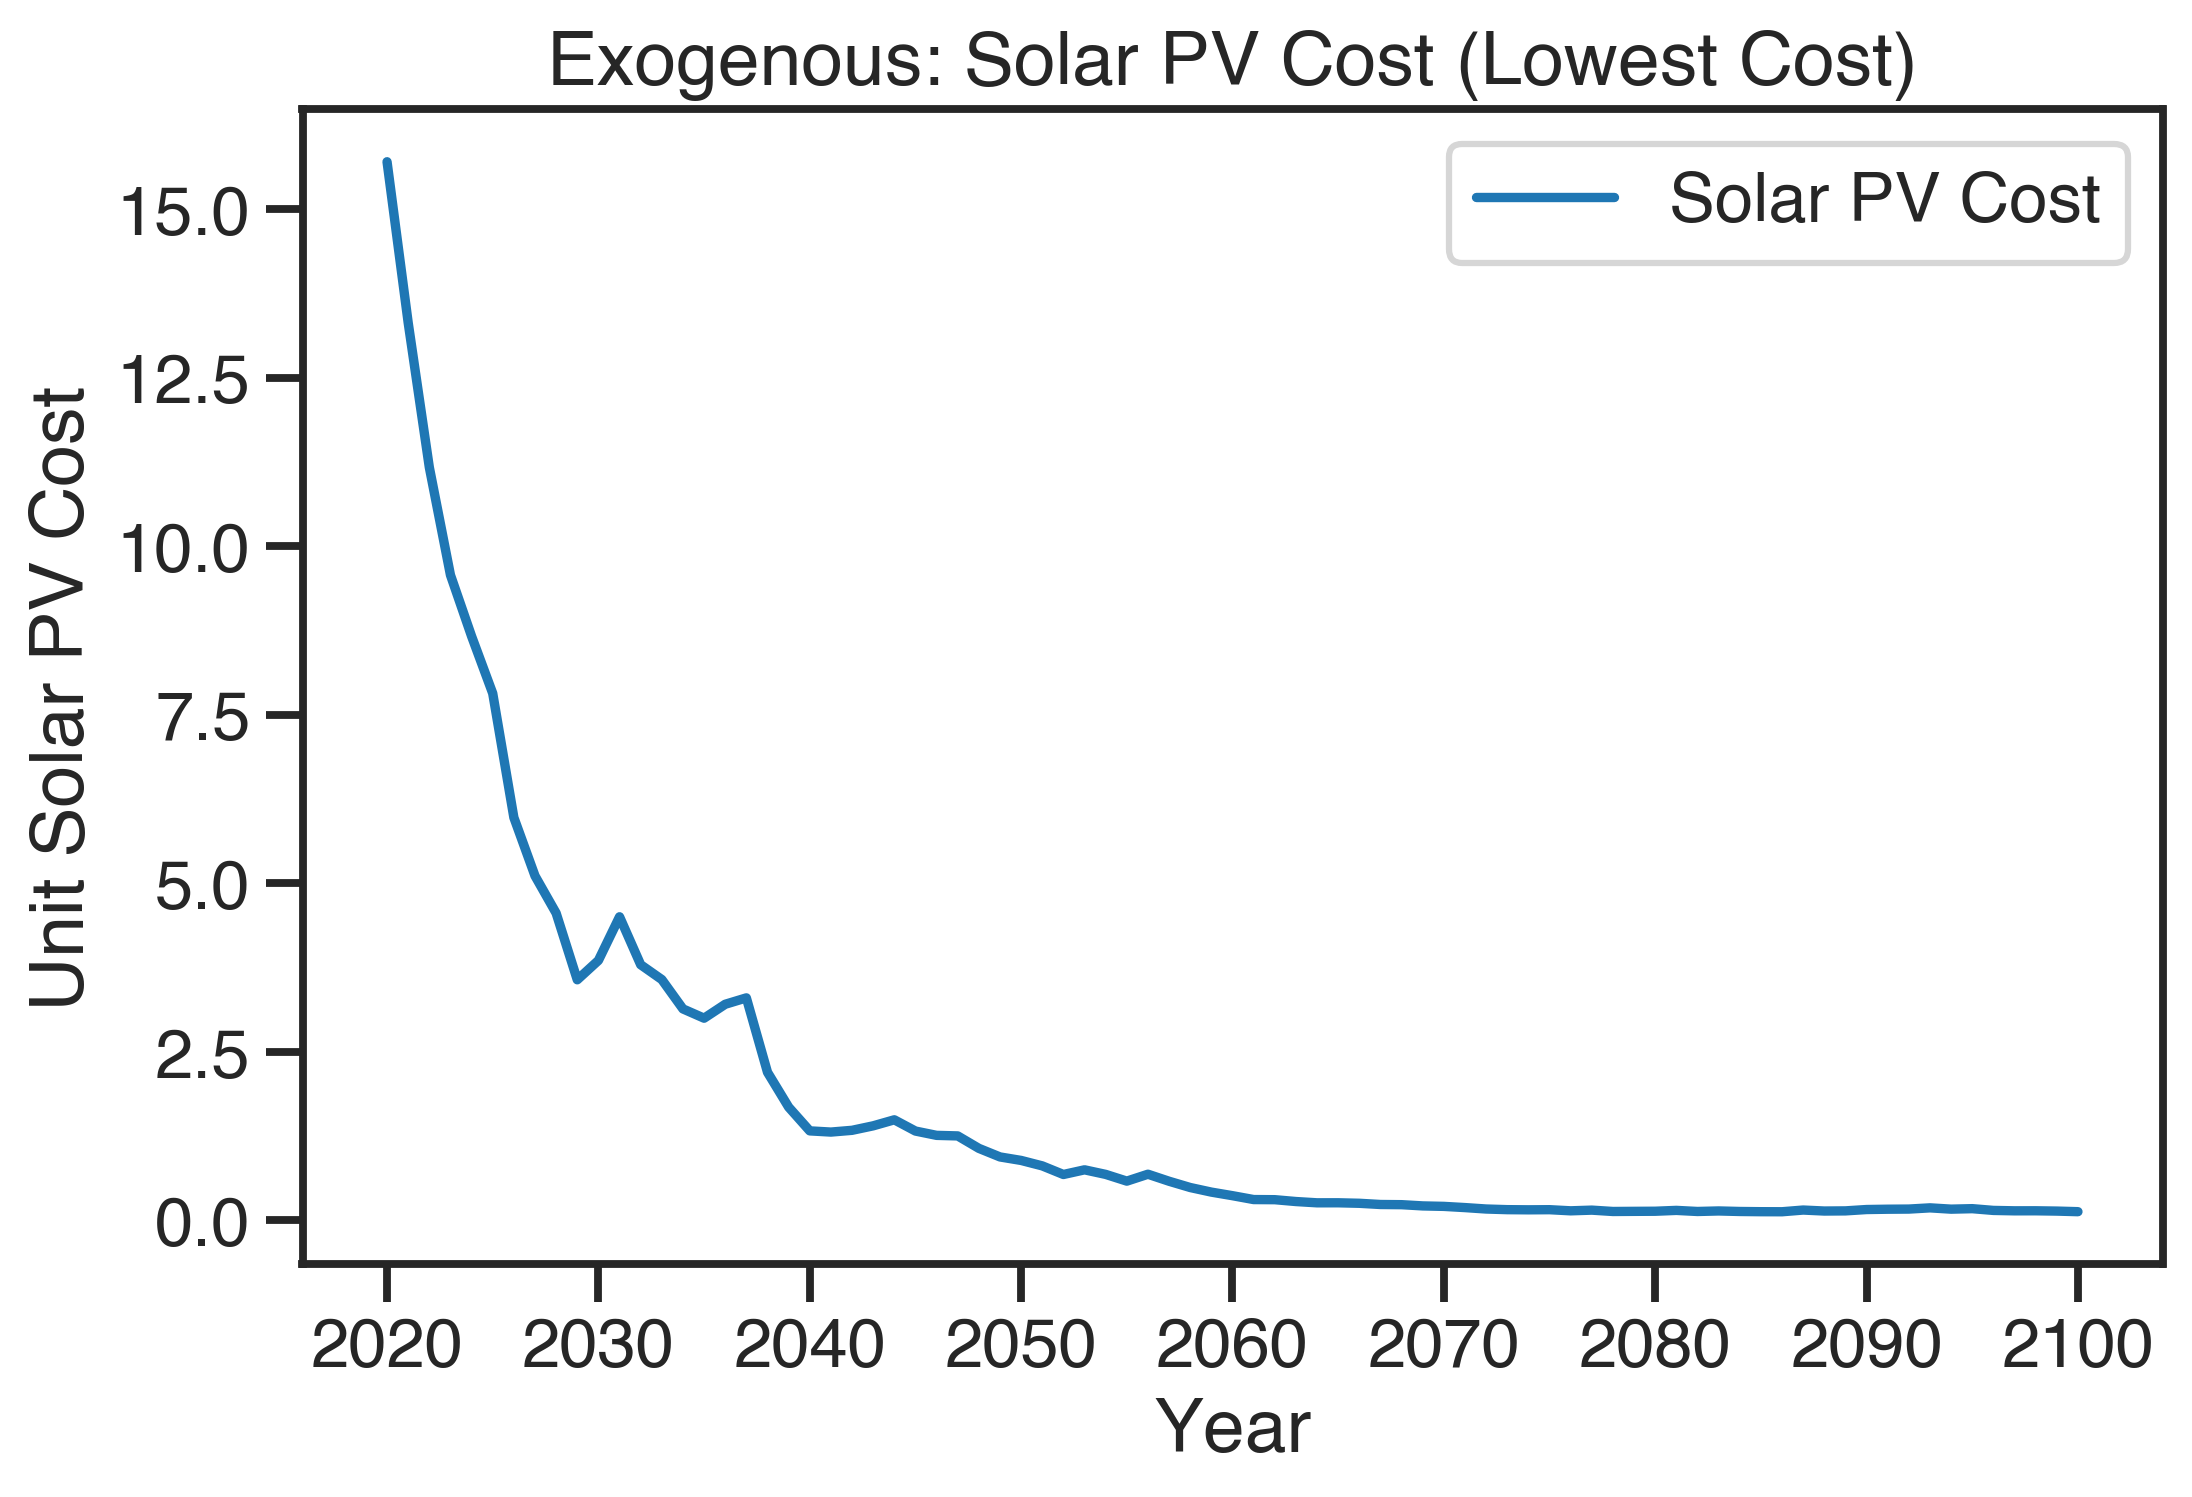 Exogenous: Solar PV Cost (Lowest Cost)
Solar PV Cost
Unit Solar PV Cost
15.0
12.5
10.0
7.5
5.0
2.5
0.0
2020 2030 2040 2050 2060 2070 2080 2090 2100
Year